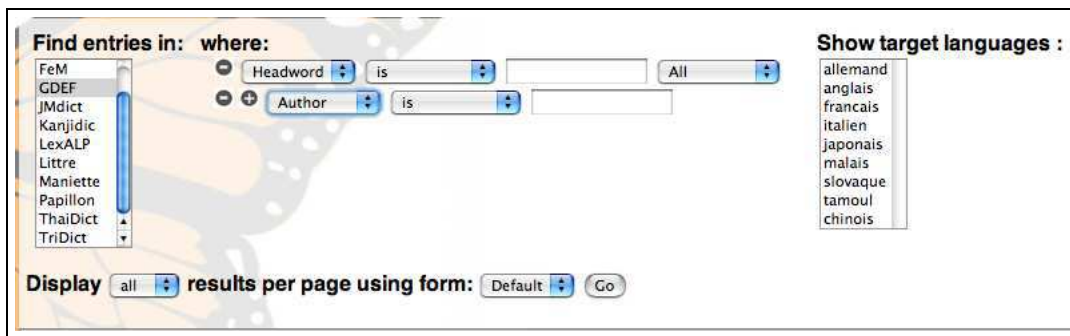 Find entries in: where: Show target languages :
FeM
GDEF
JMdict
Kanjidic
LexALP
Littre
Maniette
Papillon
ThaiDict
TriDict
Headword is All
Author is
allemand
anglais
francais
italien
japonais
malais
slovaque
tamoul
chinois
Display all results per page using form: Default Go